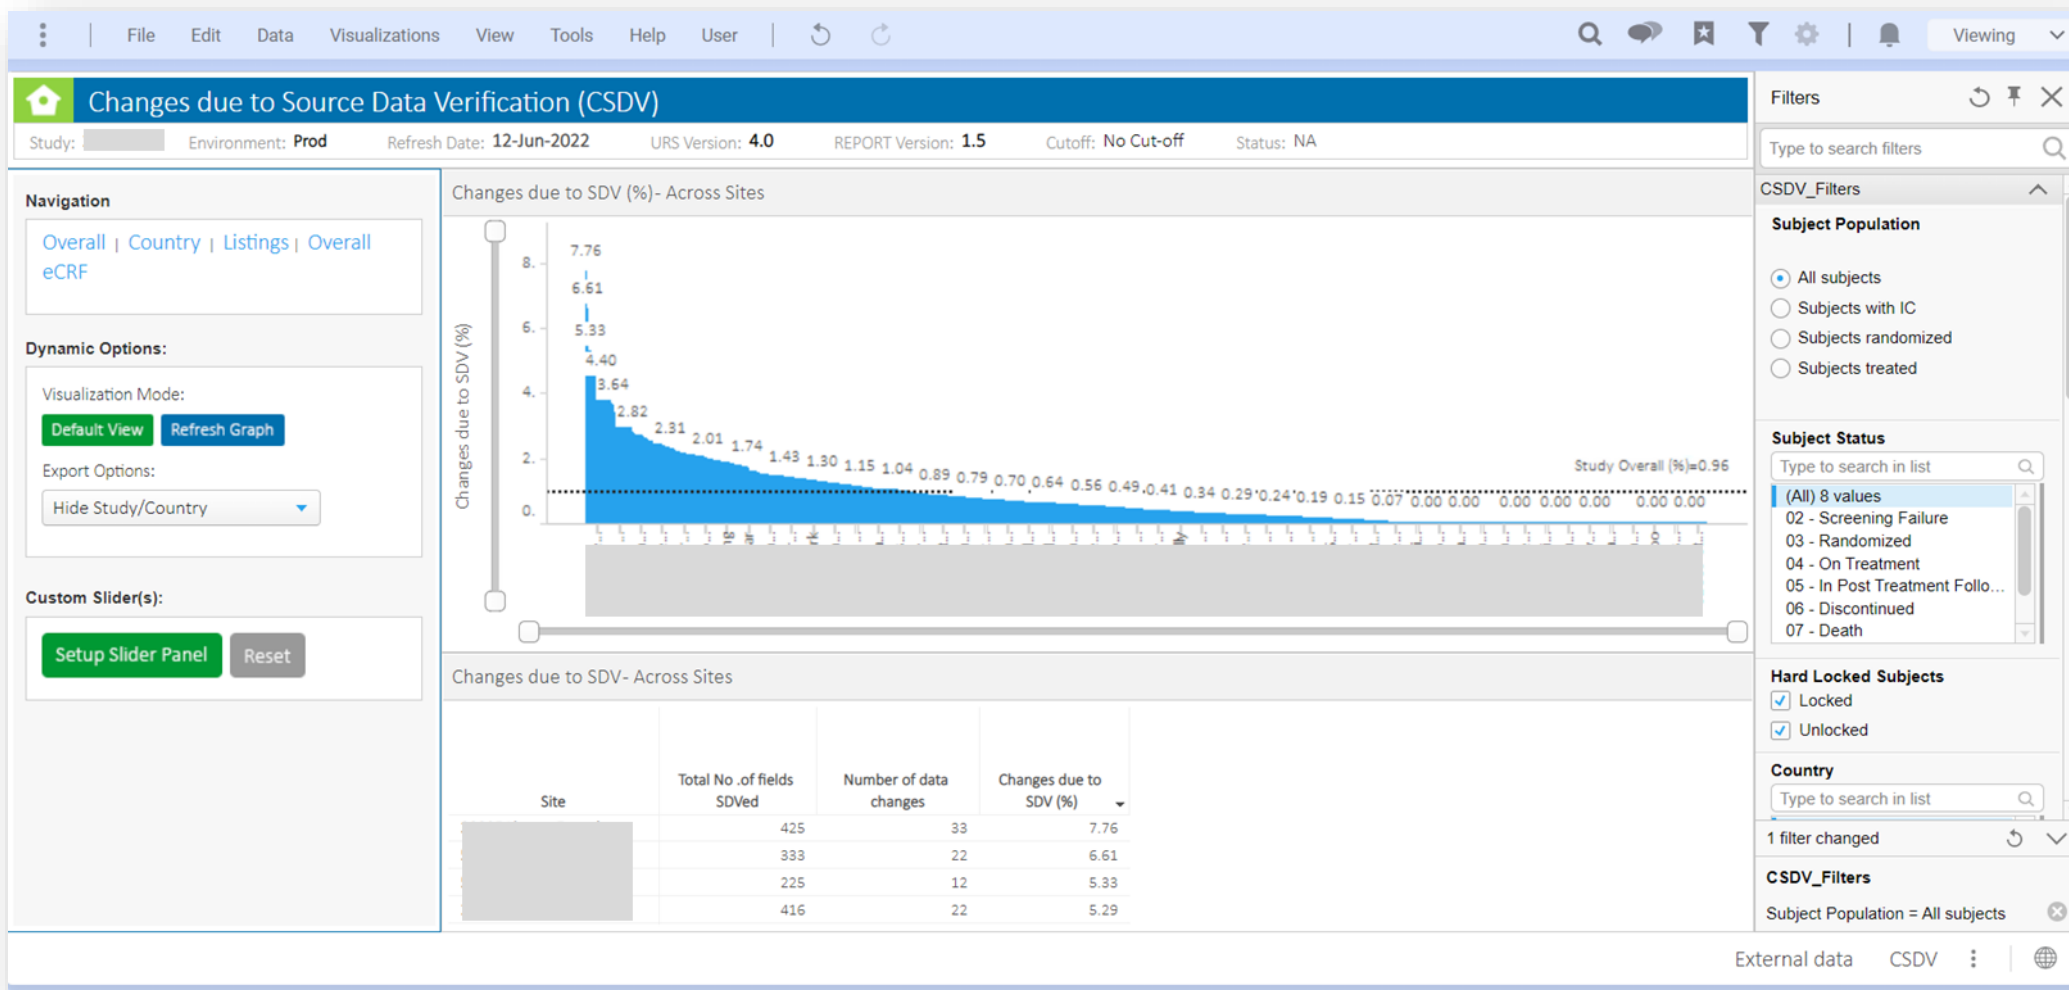 File Edit Data Visualizations View Tools Help User
Viewing
Changes due to Source Data Verification (CSDV)
Study: Environment: Prod Refresh Date: 12-Jun-2022 URS Version: 4.0 REPORT Version: 1.5 Cutoff: No Cut-off Status: NA
Navigation
Overall | Country | Listings | Overall
eCRF
Dynamic Options:
Visualization Mode:
Default View Refresh Graph
Export Options:
Hide Study/Country
Custom Slider(s):
Setup Slider Panel Reset
Changes due to SDV (%)- Across Sites
Changes due to SDV (%)
8.
6.
4.
2.
0.
7.76
6.61
5.33
4.40
3.64
2.82
2.31 2.01 1.74 1.43 1.30 1.15 1.04 0.89 0.79 0.70 0.64 0.56 0.49 0.41 0.34 0.29 0.24 0.19 0.15 0.07 0.00 0.00 0.00 0.00 0.00 0.00 0.00
Study Overall (%)=0.96
Changes due to SDV- Across Sites
Site
Total No .of fields
SDVed
Number of data
changes
Changes due to
SDV (%)
425 33 7.76
333 22 6.61
225 12 5.33
416 22 5.29
Filters
Type to search filters
CSDV_Filters
Subject Population
All subjects
Subjects with IC
Subjects randomized
Subjects treated
Subject Status
Type to search in list
(All) 8 values
02 - Screening Failure
03 - Randomized
04 - On Treatment
05 - In Post Treatment Follo...
06 - Discontinued
07 - Death
Hard Locked Subjects
Locked
Unlocked
Country
Type to search in list
1 filter changed
CSDV_Filters
Subject Population = All subjects
External data CSDV